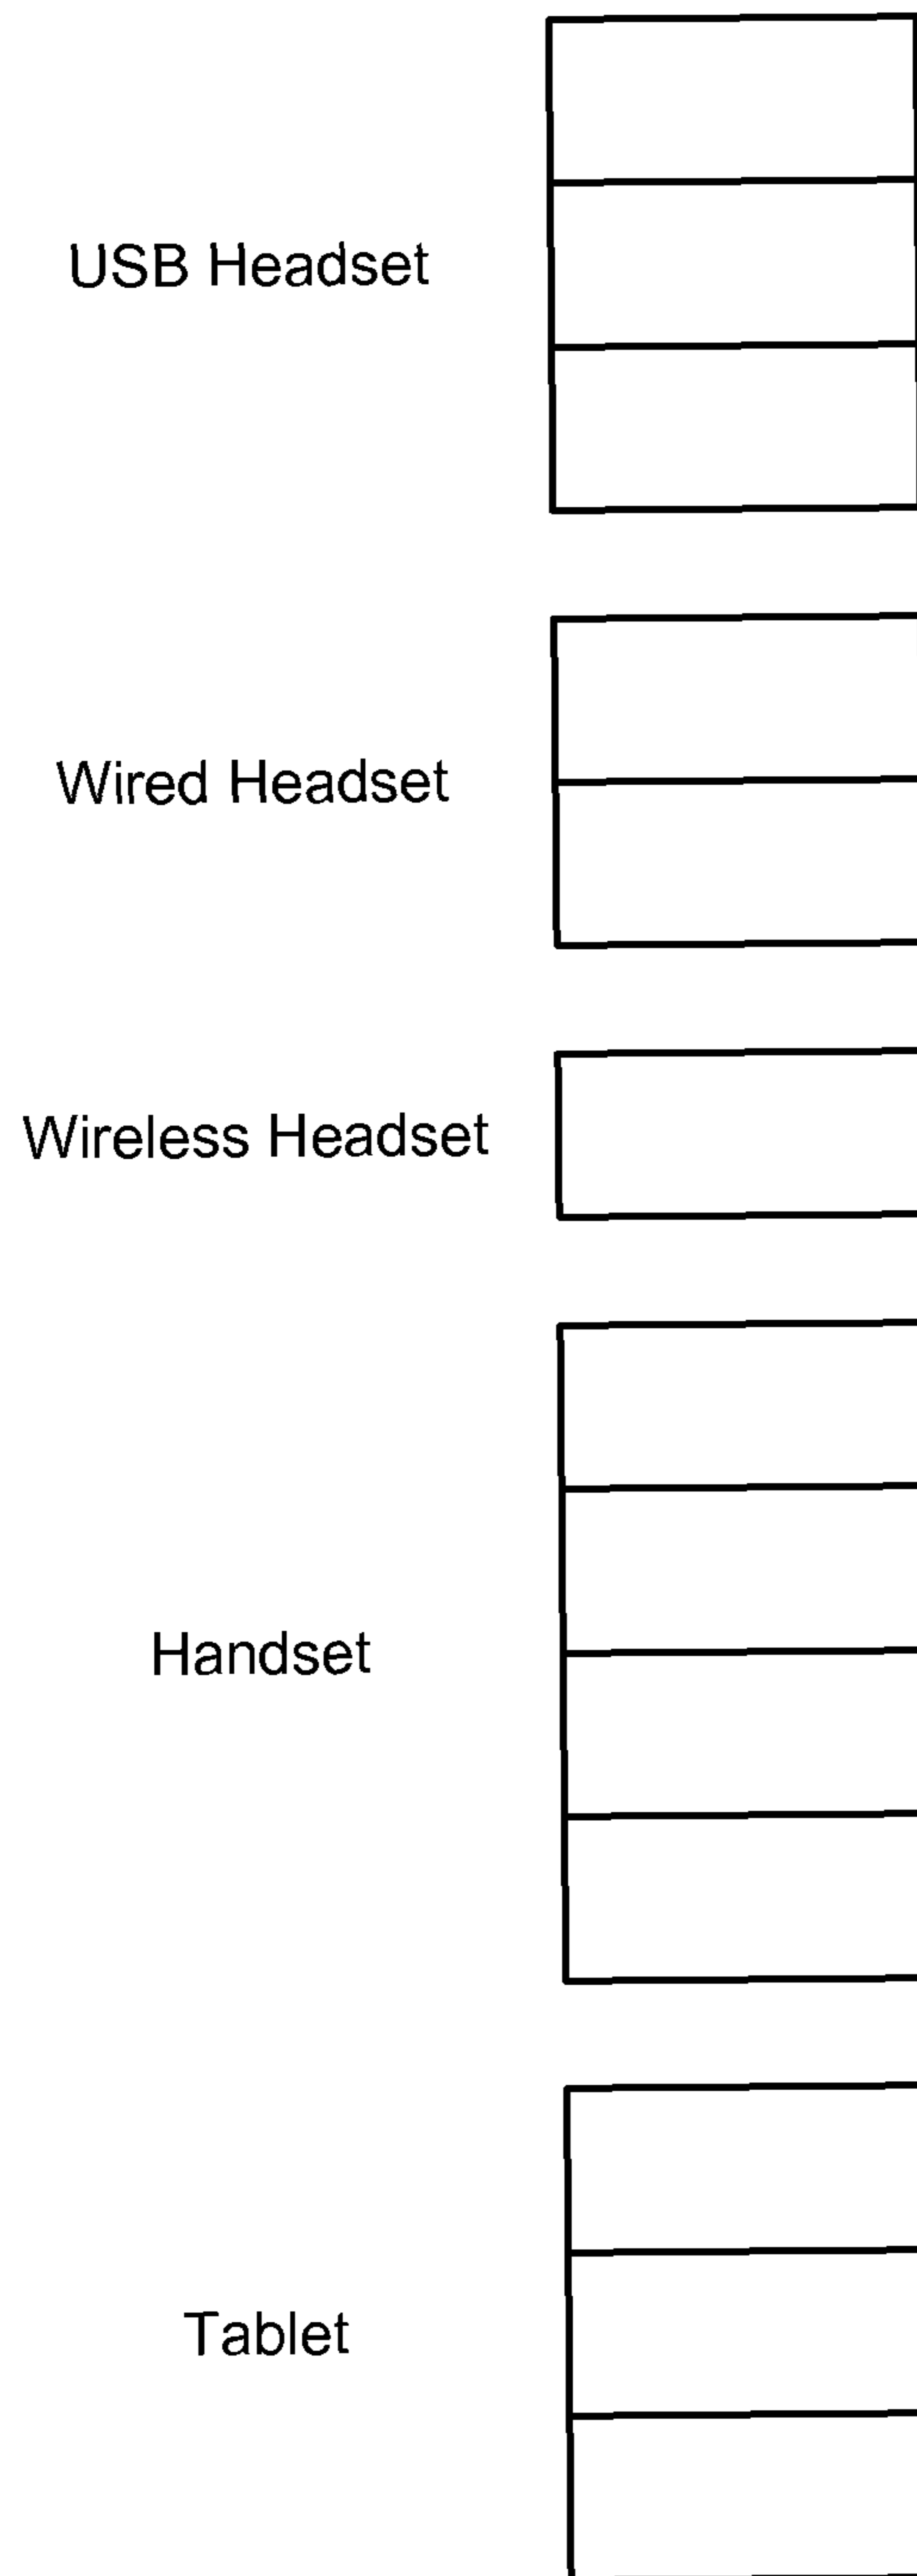 USB Headset
Wired Headset
Wireless Headset
Handset
Tablet